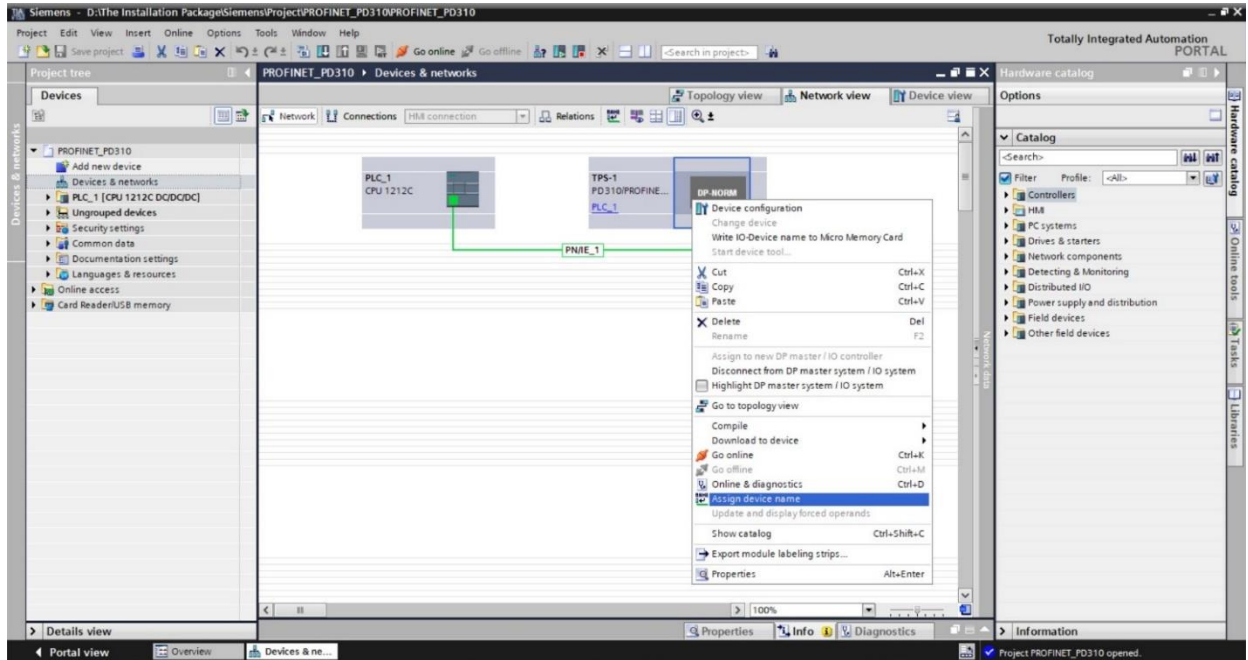 Siemens - D:\The Installation Package\Siemens\Project\PROFINET_PD310\PROFINET_PD310
Project Edit View Insert Online Options Tools Window Help
Totally Integrated Automation
PORTAL
Save project Go online Go offline <Search in project>
Project tree
PROFINET_PD310 Devices & networks
Hardware catalog
Devices
Topology view Network view Device view
Options
Network Connections HMI connection Relations
Catalog
<Search>
Filter Profile: <All>
Controllers
HMI
PC systems
Drives & starters
Network components
Detecting & Monitoring
Distributed I/O
Power supply and distribution
Field devices
Other field devices
PROFINET_PD310
Add new device
Devices & networks
PLC_1 [CPU 1212C DC/DC/DC]
Ungrouped devices
Security settings
Common data
Documentation settings
Languages & resources
Online access
Card Reader/USB memory
PLC_1
CPU 1212C
TPS-1
PD310/PROFINE...
PLC_1
DP-NORM
PN/IE_1
Device configuration
Change device
Write IO-Device name to Micro Memory Card
Start device tool...
Cut Ctrl+X
Copy Ctrl+C
Paste Ctrl+V
Delete Del
Rename F2
Assign to new DP master / IO controller
Disconnect from DP master system / IO system
Highlight DP master system / IO system
Go to topology view
Compile
Download to device
Go online Ctrl+K
Go offline Ctrl+M
Online & diagnostics Ctrl+D
Assign device name
Update and display forced operands
Show catalog Ctrl+Shift+C
Export module labeling strips...
Properties Alt+Enter
Devices & networks
Network data
Hardware catalog
Online tools
Tasks
Libraries
100%
Details view
Properties Info Diagnostics
Information
Portal view Overview Devices & ne...
Project PROFINET_PD310 opened.